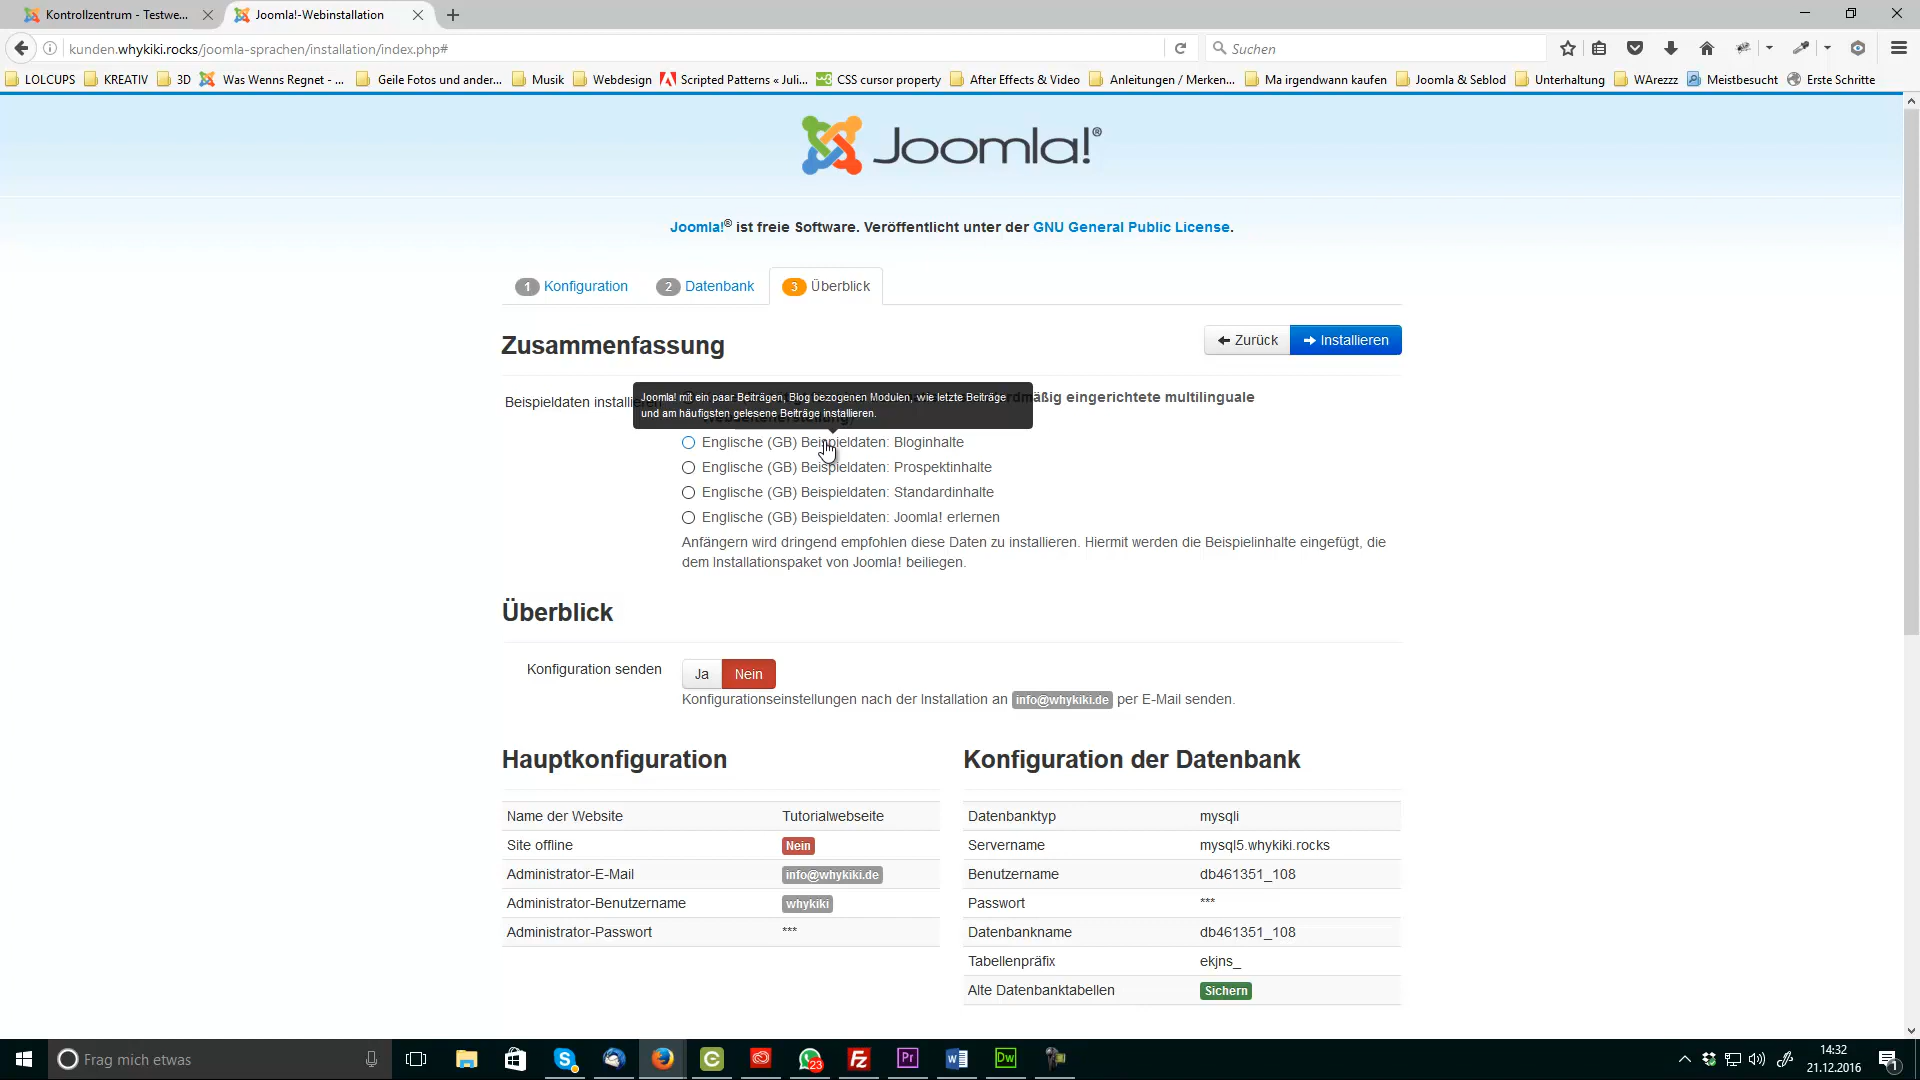 Kontrollzentrum - Testwe...
Joomla!-Webinstallation
kunden.whykiki.rocks/joomla-sprachen/installation/index.php#
Suchen
LOLCUPS
KREATIV
3D
Was Wenns Regnet - ...
Geile Fotos und ander...
Musik
Webdesign
Scripted Patterns « Juli...
CSS cursor property
After Effects & Video
Anleitungen / Merken...
Ma irgendwann kaufen
Joomla & Seblod
Unterhaltung
WArezzz
Meistbesucht
Erste Schritte
Joomla!®
Joomla!® ist freie Software. Veröffentlicht unter der GNU General Public License.
1 Konfiguration
2 Datenbank
3 Überblick
Zusammenfassung
Zurück
Installieren
Beispieldaten installieren
Joomla! mit ein paar Beiträgen, Blog bezogenen Modulen, wie letzte Beiträge
und am häufigsten gelesene Beiträge installieren.
mäßig eingerichtete multilinguale
Englische (GB) Beispieldaten: Bloginhalte
Englische (GB) Beispieldaten: Prospektinhalte
Englische (GB) Beispieldaten: Standardinhalte
Englische (GB) Beispieldaten: Joomla! erlernen
Anfängern wird dringend empfohlen diese Daten zu installieren. Hiermit werden die Beispielinhalte eingefügt, die
dem Installationspaket von Joomla! beiliegen.
Überblick
Konfiguration senden
Ja
Nein
Konfigurationseinstellungen nach der Installation an info@whykiki.de per E-Mail senden.
Hauptkonfiguration
Name der Website Tutorialwebseite
Site offline Nein
Administrator-E-Mail info@whykiki.de
Administrator-Benutzername whykiki
Administrator-Passwort ***
Konfiguration der Datenbank
Datenbanktyp mysqli
Servername mysql5.whykiki.rocks
Benutzername db461351_108
Passwort ***
Datenbankname db461351_108
Tabellenpräfix ekjns_
Alte Datenbanktabellen Sichern
Frag mich etwas
23
14:32
21.12.2016
1